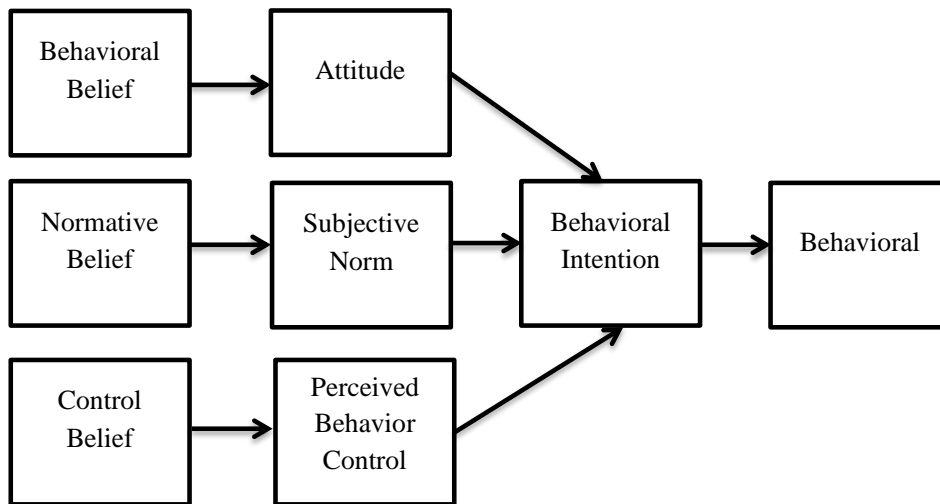 Behavioral
Belief
Attitude
Normative
Belief
Subjective
Norm
Behavioral
Intention
Behavioral
Control
Belief
Perceived
Behavior
Control